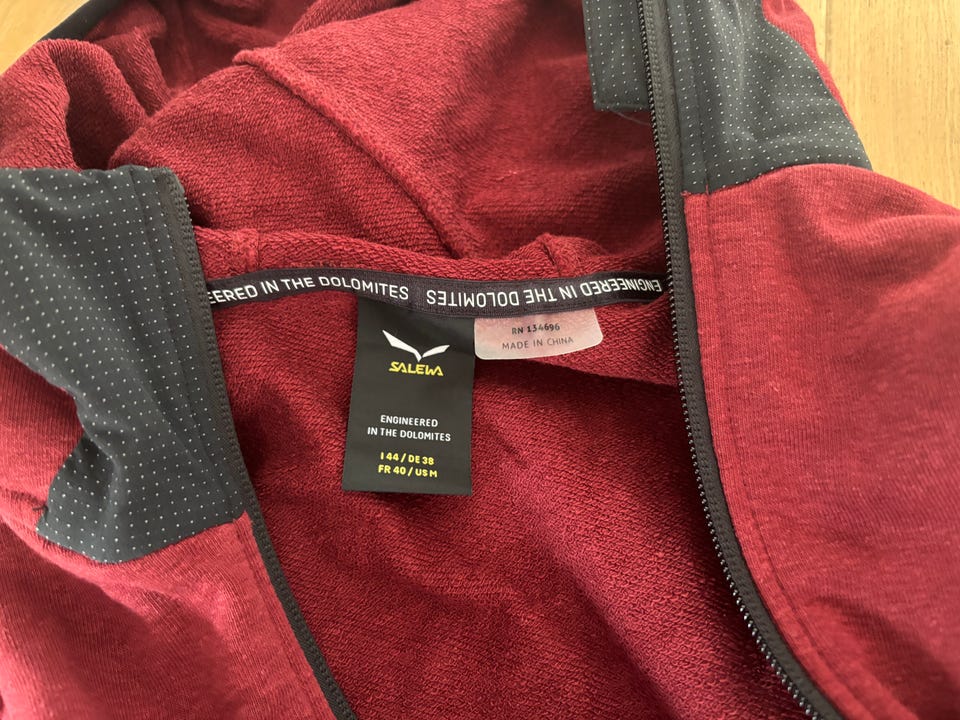 EERED IN THE DOLOMITES
ENGINEERED IN THE DOLOMITES
RN 134696
MADE IN CHINA
SALEWA
ENGINEERED
IN THE DOLOMITES
I 44 / DE 38
FR 40 / US M